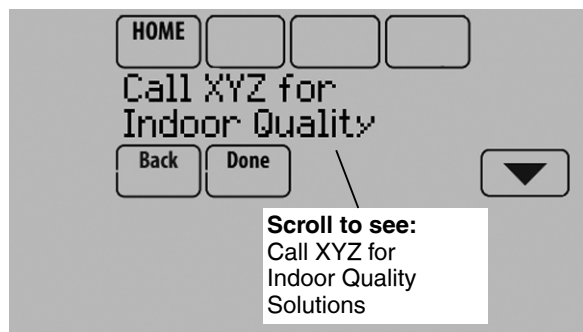 HOME
Call XYZ for
Indoor Quality
Back Done
Scroll to see:
Call XYZ for
Indoor Quality
Solutions